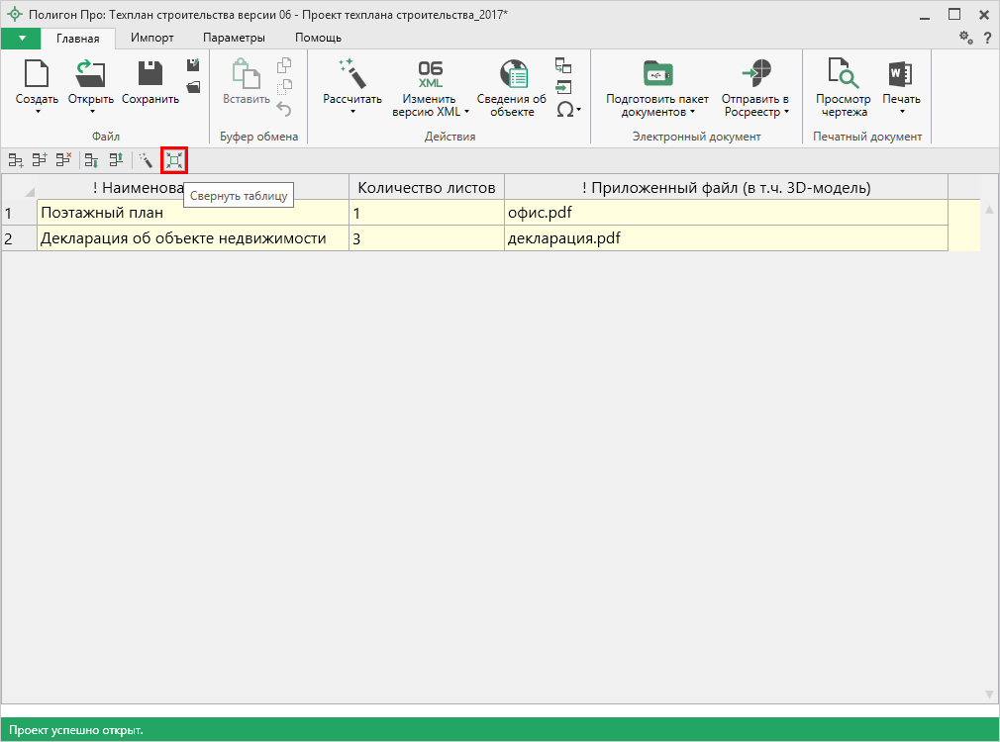 Полигон Про: Техплан строительства версии 06 - Проект техплана строительства_2017*
Главная Импорт Параметры Помощь
?
Создать Открыть Сохранить
Файл
Вставить
Буфер обмена
Рассчитать
06 XML
Изменить
версию XML
Сведения об
объекте
Ω
Действия
Подготовить пакет
документов
Отправить в
Росреестр
Электронный документ
Просмотр
чертежа
W
Печать
Печатный документ
! Наименова Количество листов ! Приложенный файл (в т.ч. 3D-модель)
Свернуть таблицу
1 Поэтажный план 1 офис.pdf
2 Декларация об объекте недвижимости 3 декларация.pdf
Проект успешно открыт.